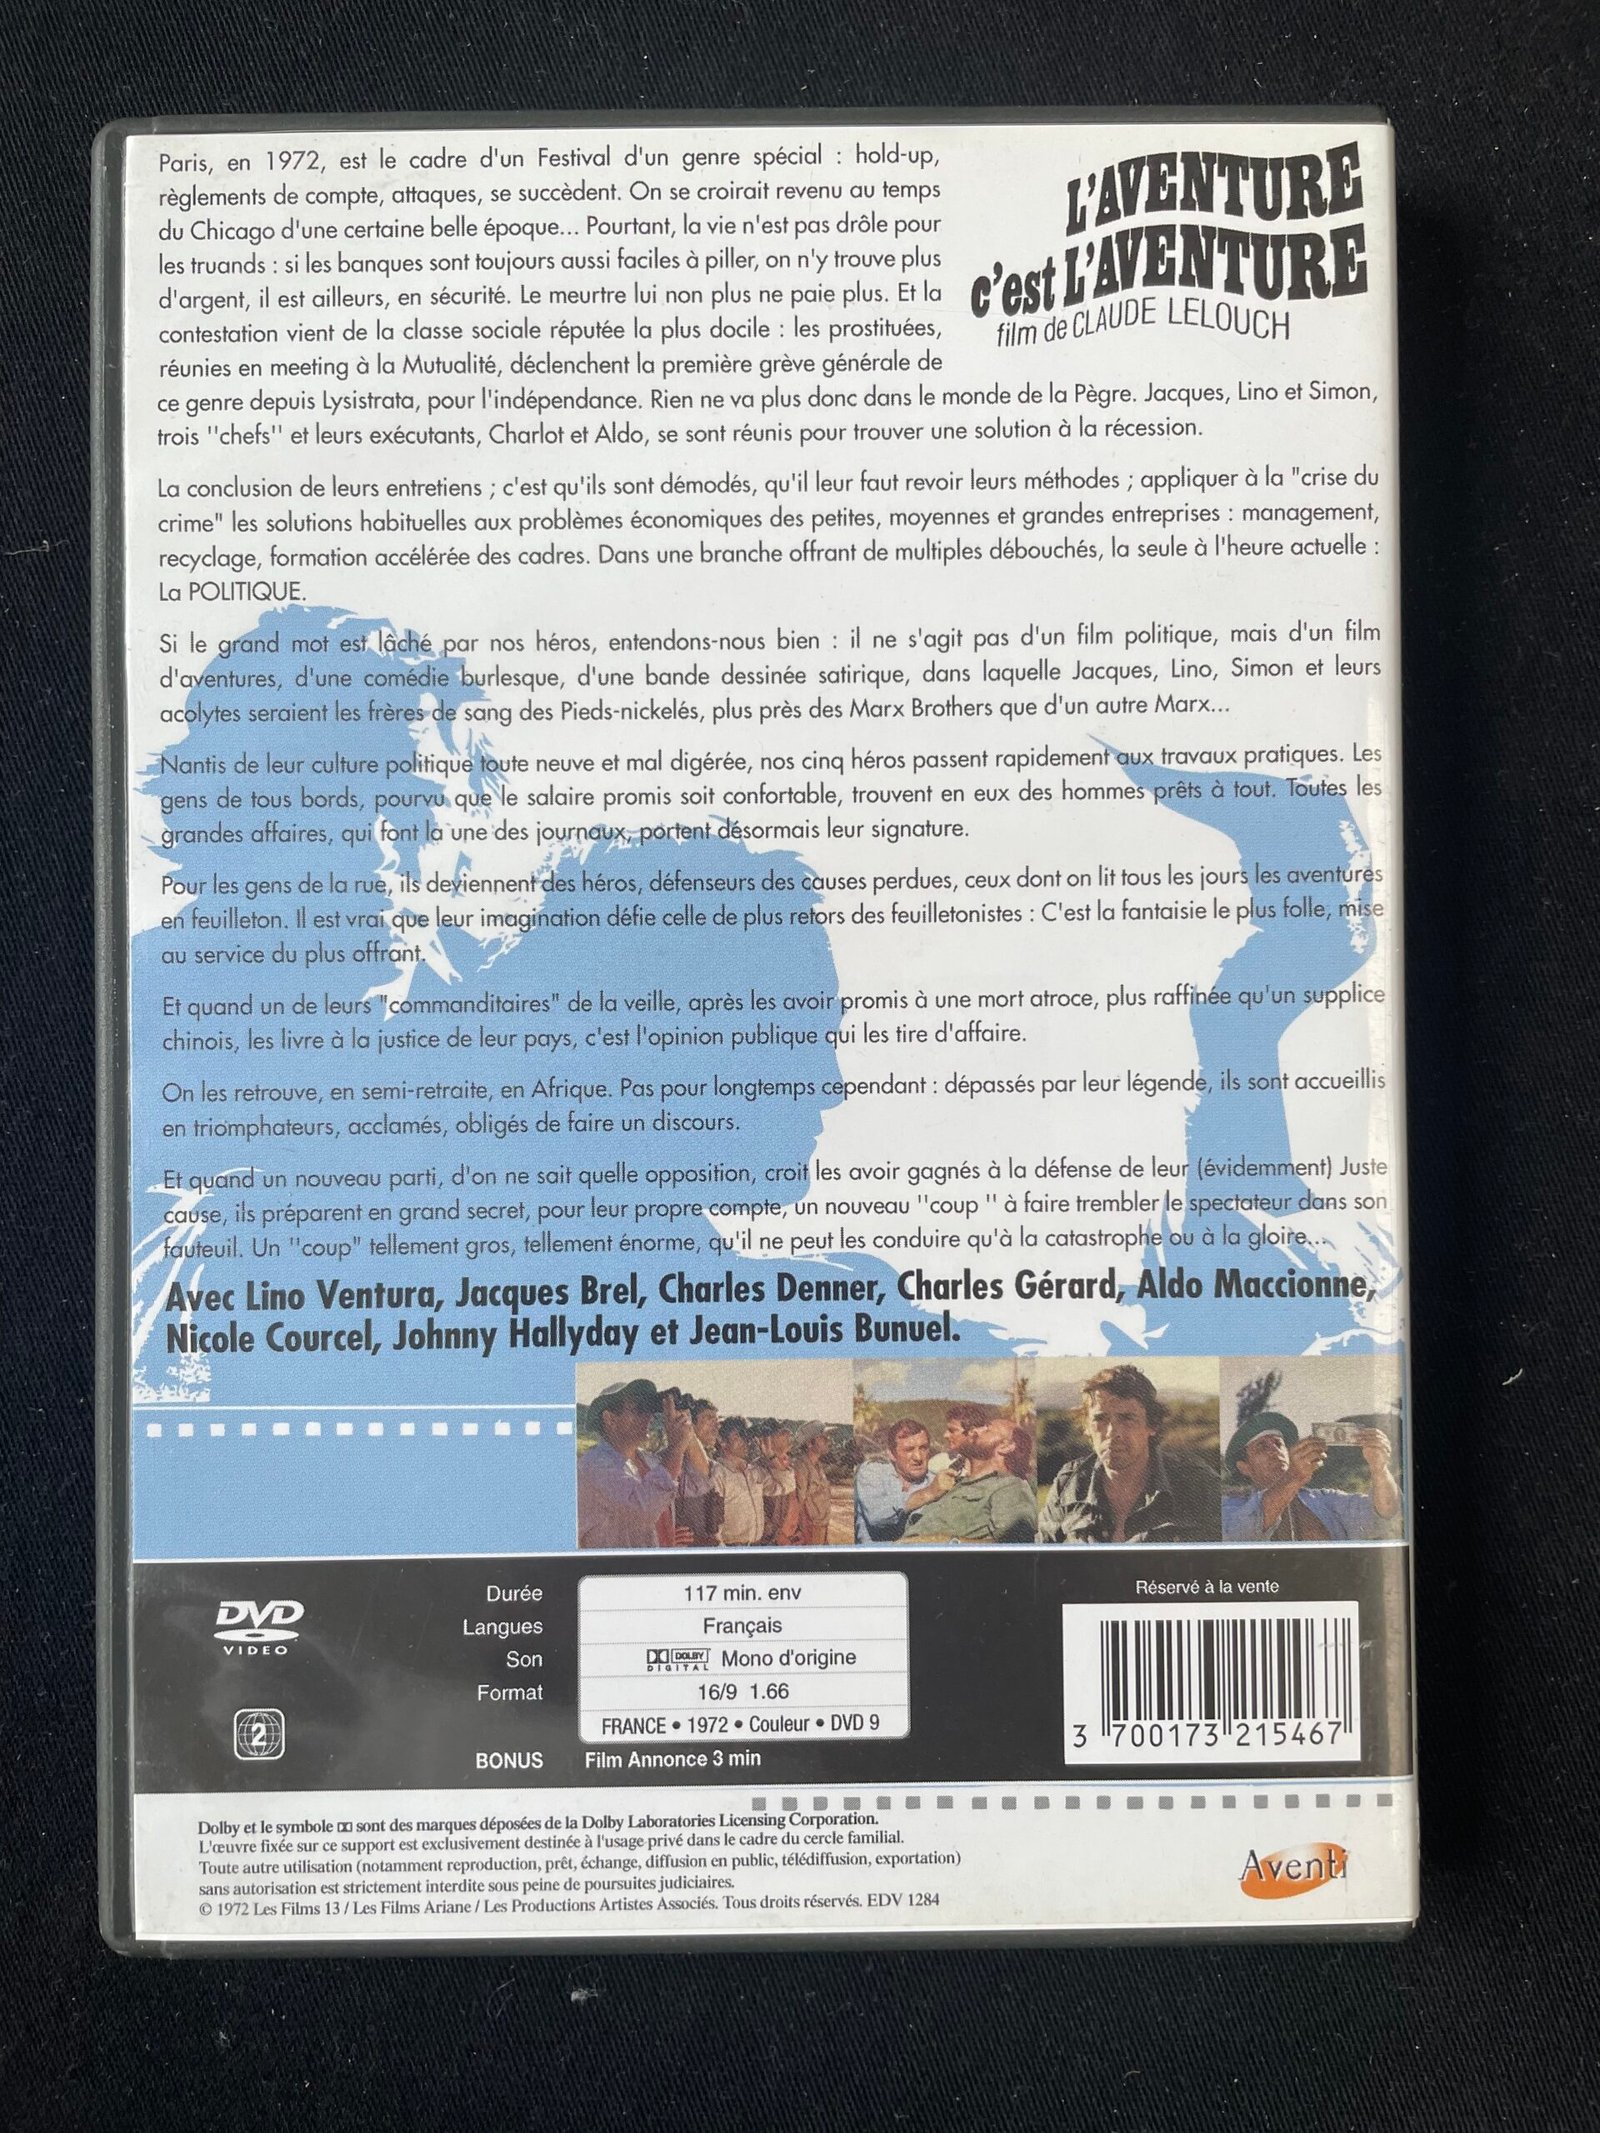 Paris, en 1972, est le cadre d'un Festival d'un genre spécial : hold-up,
règlements de compte, attaques, se succèdent. On se croirait revenu au temps
du Chicago d'une certaine belle époque... Pourtant, la vie n'est pas drôle pour
les truands : si les banques sont toujours aussi faciles à piller, on n'y trouve plus
d'argent, il est ailleurs, en sécurité. Le meurtre lui non plus ne paie plus. Et la
contestation vient de la classe sociale réputée la plus docile : les prostituées,
réunies en meeting à la Mutualité, déclenchent la première grève générale de
ce genre depuis Lysistrata, pour l'indépendance. Rien ne va plus donc dans le monde de la Pègre. Jacques, Lino et Simon,
trois ''chefs'' et leurs exécutants, Charlot et Aldo, se sont réunis pour trouver une solution à la récession.
L'AVENTURE
c'est L'AVENTURE
film de CLAUDE LELOUCH
La conclusion de leurs entretiens ; c'est qu'ils sont démodés, qu'il leur faut revoir leurs méthodes ; appliquer à la "crise du
crime" les solutions habituelles aux problèmes économiques des petites, moyennes et grandes entreprises : management,
recyclage, formation accélérée des cadres. Dans une branche offrant de multiples débouchés, la seule à l'heure actuelle :
La POLITIQUE.
Si le grand mot est lâché par nos héros, entendons-nous bien : il ne s'agit pas d'un film politique, mais d'un film
d'aventures, d'une comédie burlesque, d'une bande dessinée satirique, dans laquelle Jacques, Lino, Simon et leurs
acolytes seraient les frères de sang des Pieds-nickelés, plus près des Marx Brothers que d'un autre Marx...
Nantis de leur culture politique toute neuve et mal digérée, nos cinq héros passent rapidement aux travaux pratiques. Les
gens de tous bords, pourvu que le salaire promis soit confortable, trouvent en eux des hommes prêts à tout. Toutes les
grandes affaires, qui font la une des journaux, portent désormais leur signature.
Pour les gens de la rue, ils deviennent des héros, défenseurs des causes perdues, ceux dont on lit tous les jours les aventures
en feuilleton. Il est vrai que leur imagination défie celle de plus retors des feuilletonistes : C'est la fantaisie le plus folle, mise
au service du plus offrant.
Et quand un de leurs "commanditaires" de la veille, après les avoir promis à une mort atroce, plus raffinée qu'un supplice
chinois, les livre à la justice de leur pays, c'est l'opinion publique qui les tire d'affaire.
On les retrouve, en semi-retraite, en Afrique. Pas pour longtemps cependant : dépassés par leur légende, ils sont accueillis
en triomphateurs, acclamés, obligés de faire un discours.
Et quand un nouveau parti, d'on ne sait quelle opposition, croit les avoir gagnés à la défense de leur (évidemment) Juste
cause, ils préparent en grand secret, pour leur propre compte, un nouveau ''coup '' à faire trembler le spectateur dans son
fauteuil. Un ''coup" tellement gros, tellement énorme, qu'il ne peut les conduire qu'à la catastrophe ou à la gloire...
Avec Lino Ventura, Jacques Brel, Charles Denner, Charles Gérard, Aldo Maccionne,
Nicole Courcel, Johnny Hallyday et Jean-Louis Bunuel.
DVD
VIDEO
2
Durée 117 min. env
Langues Français
Son DOLBY DIGITAL Mono d'origine
Format 16/9 1.66
FRANCE • 1972 • Couleur • DVD 9
BONUS Film Annonce 3 min
Réservé à la vente
3 700173 215467
Dolby et le symbole DD sont des marques déposées de la Dolby Laboratories Licensing Corporation.
L'œuvre fixée sur ce support est exclusivement destinée à l'usage privé dans le cadre du cercle familial.
Toute autre utilisation (notamment reproduction, prêt, échange, diffusion en public, télédiffusion, exportation)
sans autorisation est strictement interdite sous peine de poursuites judiciaires.
© 1972 Les Films 13 / Les Films Ariane / Les Productions Artistes Associés. Tous droits réservés. EDV 1284
Aventi